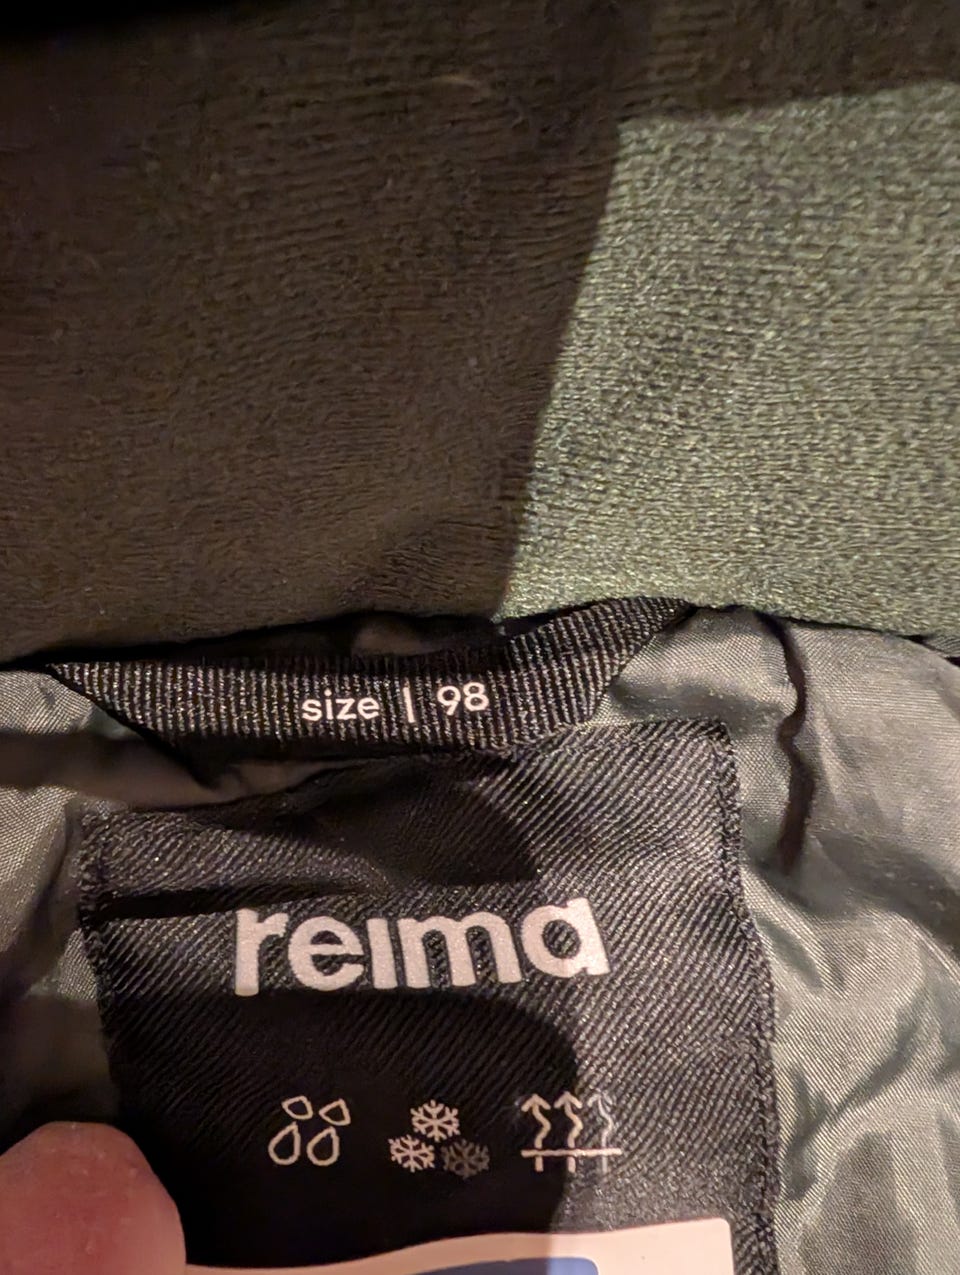 size | 98
reima